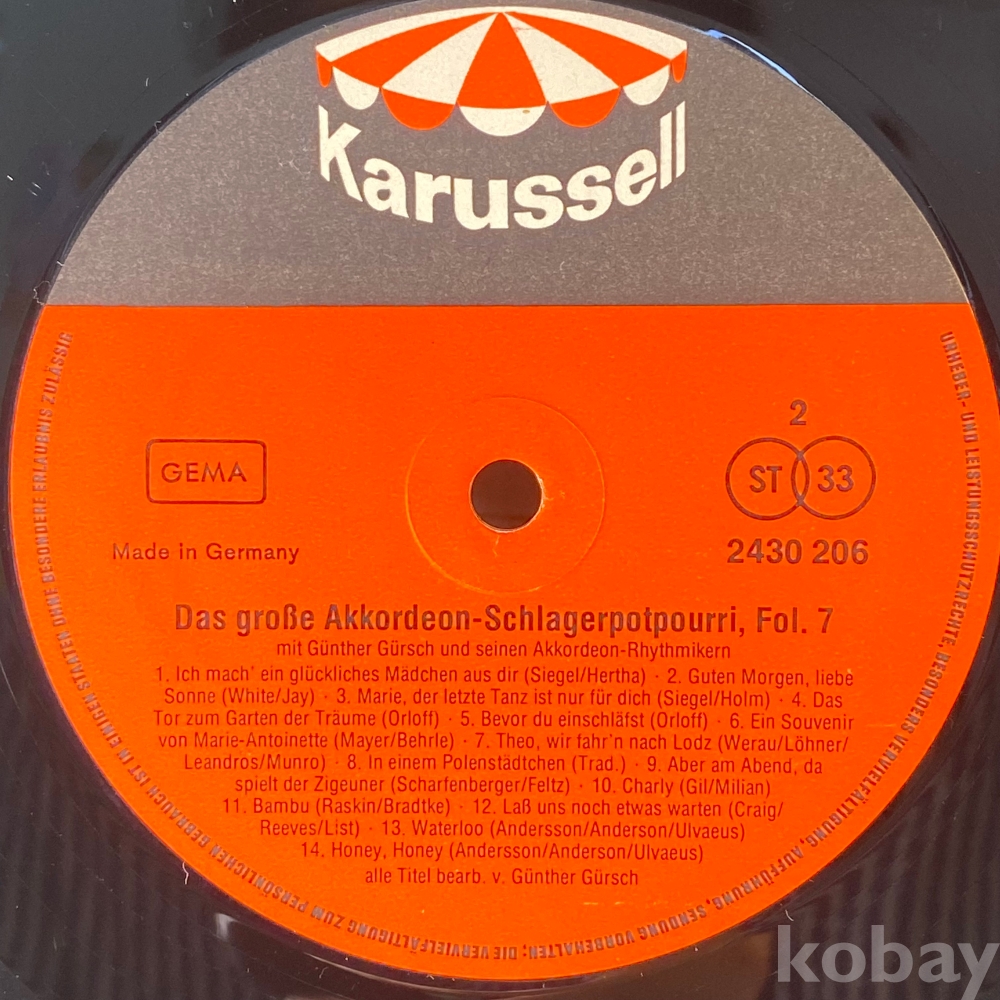 Karussell
2
GEMA
ST 33
Made in Germany
2430 206
Das große Akkordeon-Schlagerpotpourri, Fol. 7
mit Günther Gürsch und seinen Akkordeon-Rhythmikern
1. Ich mach' ein glückliches Mädchen aus dir (Siegel/Hertha) · 2. Guten Morgen, liebe
Sonne (White/Jay) · 3. Marie, der letzte Tanz ist nur für dich (Siegel/Holm) · 4. Das
Tor zum Garten der Träume (Orloff) · 5. Bevor du einschläfst (Orloff) · 6. Ein Souvenir
von Marie-Antoinette (Mayer/Behrle) · 7. Theo, wir fahr'n nach Lodz (Werau/Löhner/
Leandros/Munro) · 8. In einem Polenstädtchen (Trad.) · 9. Aber am Abend, da
spielt der Zigeuner (Scharfenberger/Feltz) · 10. Charly (Gil/Milian)
11. Bambu (Raskin/Bradtke) · 12. Laß uns noch etwas warten (Craig/
Reeves/List) · 13. Waterloo (Andersson/Anderson/Ulvaeus)
14. Honey, Honey (Andersson/Anderson/Ulvaeus)
alle Titel bearb. v. Günther Gürsch
URHEBER- UND LEISTUNGSSCHUTZRECHTE, BESONDERS VERVIELFÄLTIGUNG, AUFFÜHRUNG, SENDUNG VORBEHALTEN; DIE VERVIELFÄLTIGUNG ZUM PERSÖNLICHEN GEBRAUCH IST IN EINIGEN STAATEN OHNE BESONDERE ERLAUBNIS ZULÄSSIG
kobay